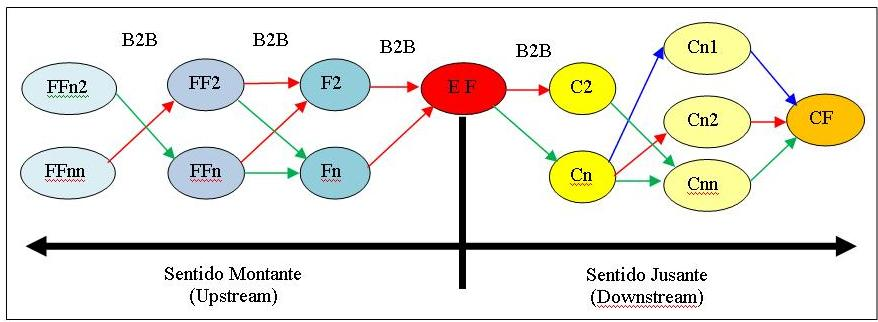 B2B
B2B
B2B
B2B
FFn2
FF2
F2
E F
C2
Cn1
Cn2
CF
FFnn
FFn
Fn
Cn
Cnn
Sentido Montante
(Upstream)
Sentido Jusante
(Downstream)